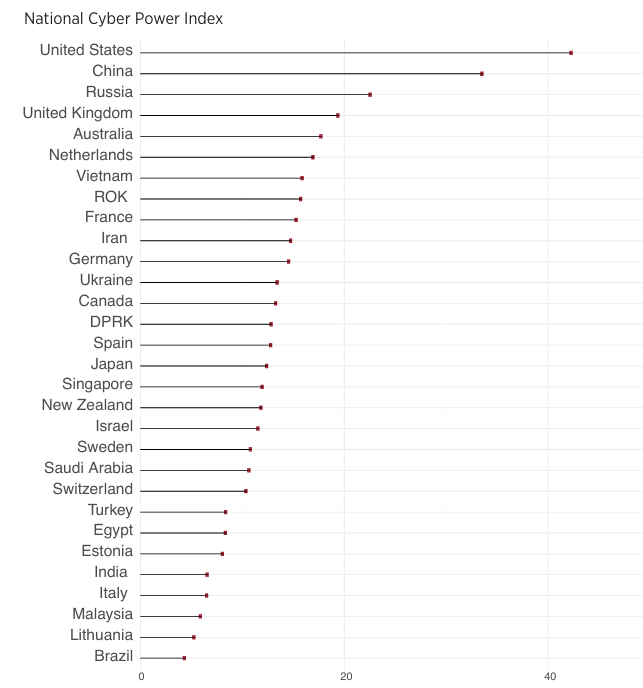 National Cyber Power Index
United States
China
Russia
United Kingdom
Australia
Netherlands
Vietnam
ROK
France
Iran
Germany
Ukraine
Canada
DPRK
Spain
Japan
Singapore
New Zealand
Israel
Sweden
Saudi Arabia
Switzerland
Turkey
Egypt
Estonia
India
Italy
Malaysia
Lithuania
Brazil
0 20 40